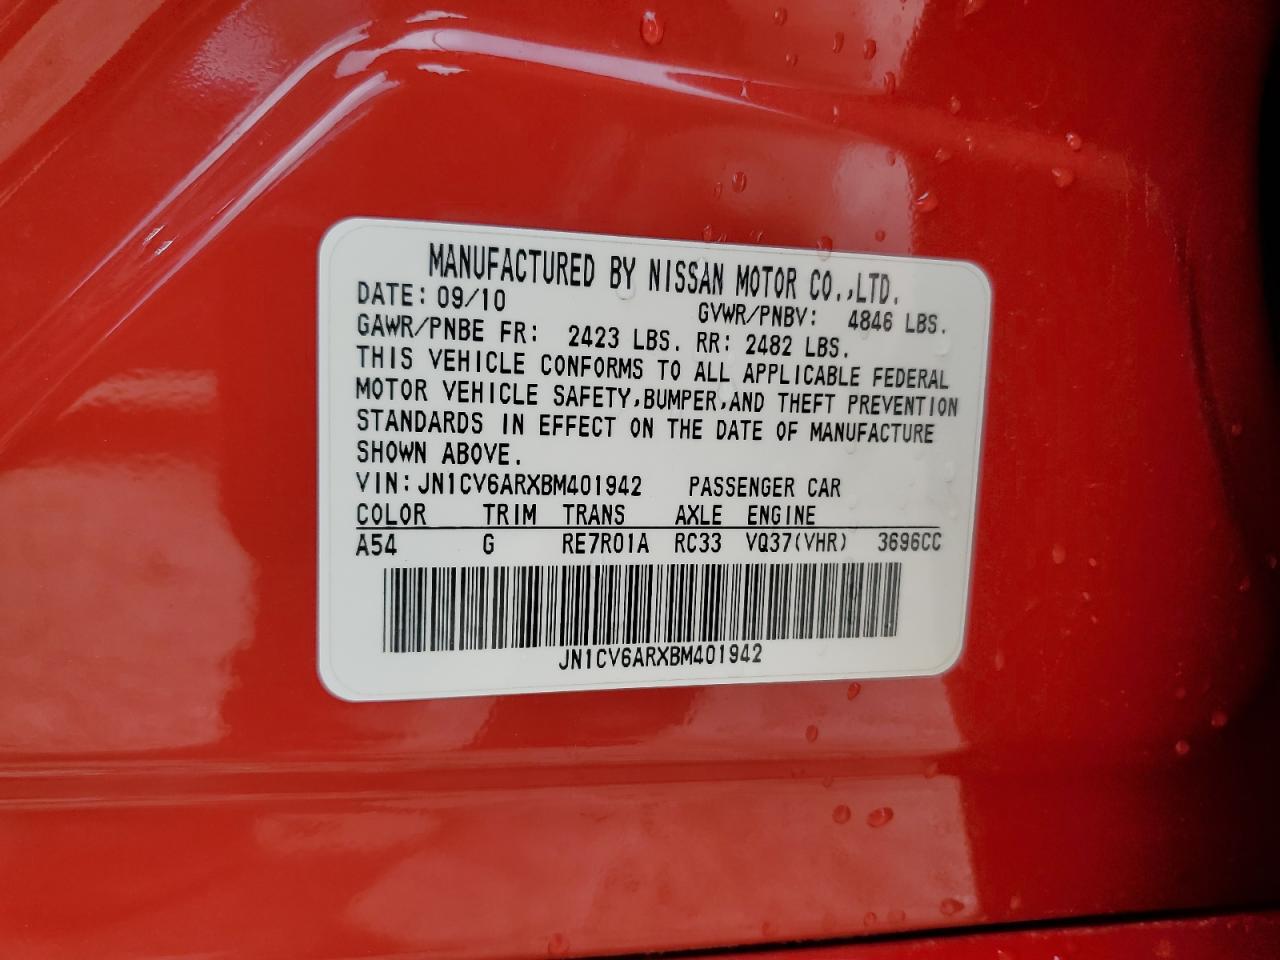 MANUFACTURED BY NISSAN MOTOR CO.,LTD.
DATE: 09/10 GVWR/PNBV: 4846 LBS.
GAWR/PNBE FR: 2423 LBS. RR: 2482 LBS.
THIS VEHICLE CONFORMS TO ALL APPLICABLE FEDERAL
MOTOR VEHICLE SAFETY,BUMPER,AND THEFT PREVENTION
STANDARDS IN EFFECT ON THE DATE OF MANUFACTURE
SHOWN ABOVE.
VIN: JN1CV6ARXBM401942 PASSENGER CAR
COLOR TRIM TRANS AXLE ENGINE
A54 G RE7R01A RC33 VQ37(VHR) 3696CC
JN1CV6ARXBM401942